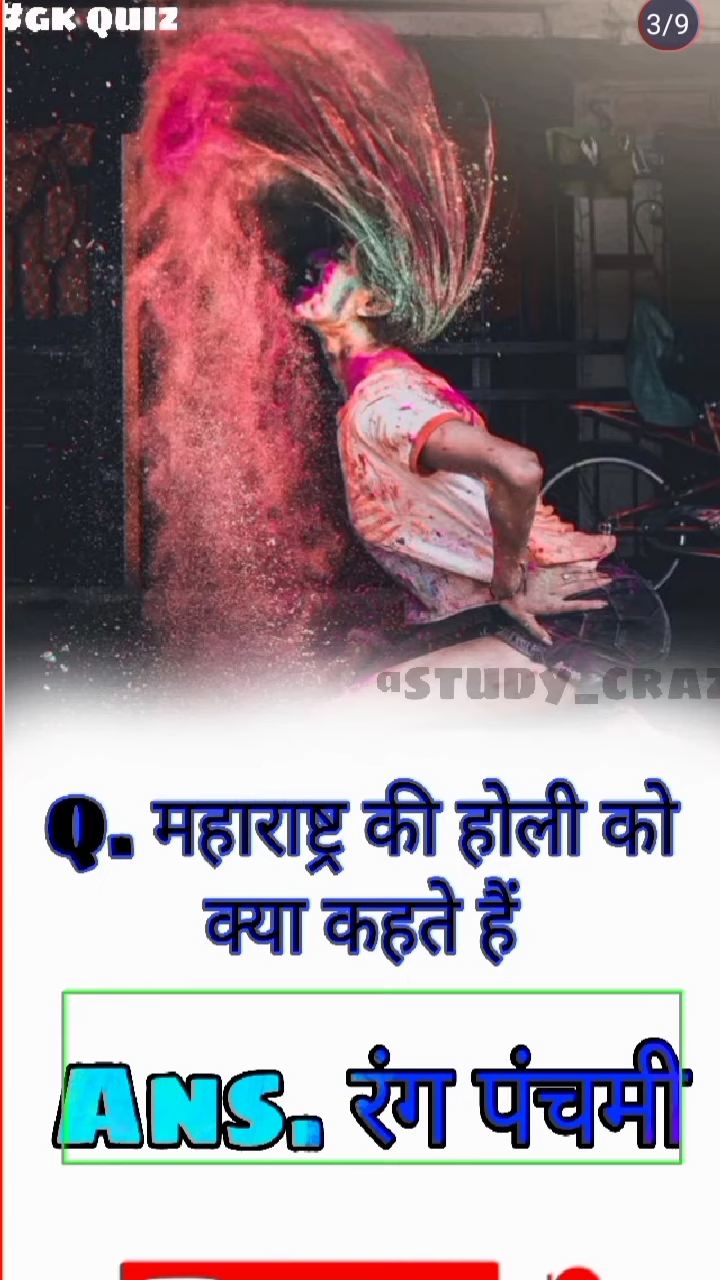 #GK QUIZ
3/9
@STUDY_CRAZ
Q. महाराष्ट्र की होली को
क्या कहते हैं
ANS. रंग पंचमी